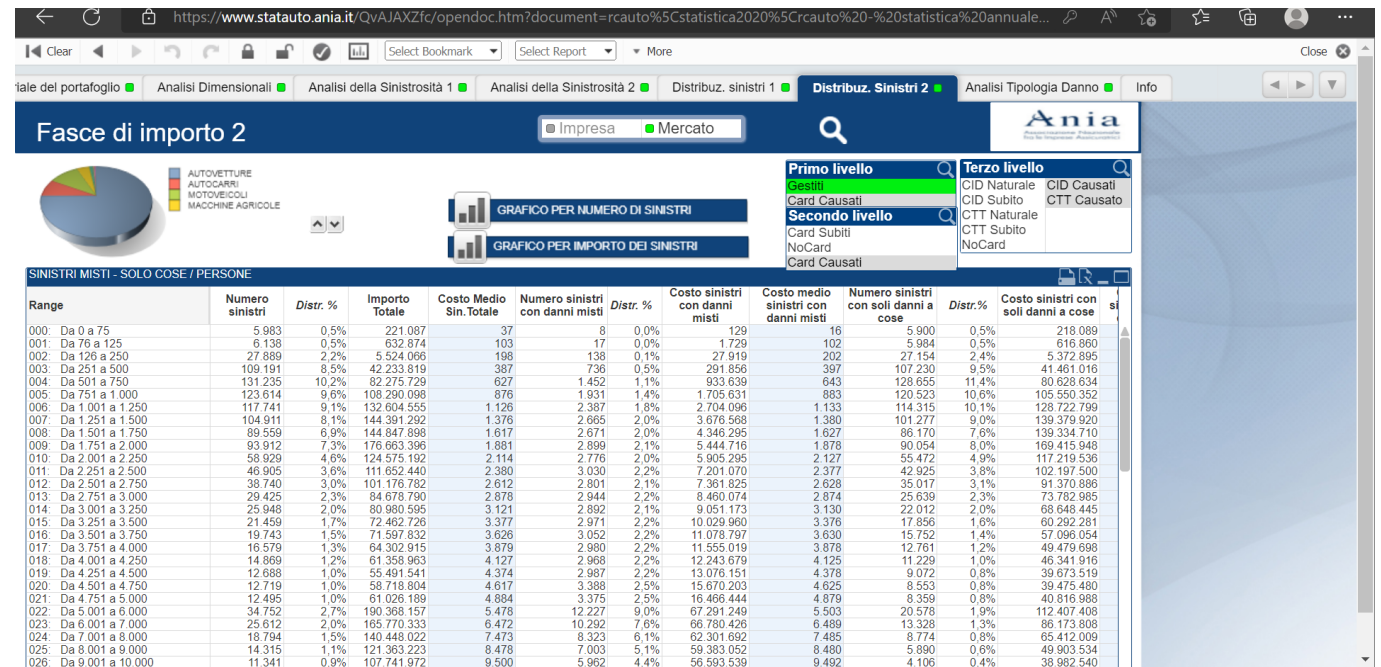 https://www.statauto.ania.it/QvAJAXZfc/opendoc.htm?document=rcauto%5Cstatistica2020%5Crcauto%20-%20statistica%20annuale...
Clear Select Bookmark Select Report More Close
iale del portafoglio Analisi Dimensionali Analisi della Sinistrosità 1 Analisi della Sinistrosità 2 Distribuz. sinistri 1 Distribuz. Sinistri 2 Analisi Tipologia Danno Info
Fasce di importo 2 Impresa Mercato Ania
AUTOVETTURE
AUTOCARRI
MOTOVEICOLI
MACCHINE AGRICOLE
GRAFICO PER NUMERO DI SINISTRI
GRAFICO PER IMPORTO DEI SINISTRI
Primo livello
Gestiti
Card Causati
Secondo livello
Card Subiti
NoCard
Card Causati
Terzo livello
CID Naturale CID Causati
CID Subito CTT Causato
CTT Naturale
CTT Subito
NoCard
SINISTRI MISTI - SOLO COSE / PERSONE
Range Numero sinistri Distr. % Importo Totale Costo Medio Sin.Totale Numero sinistri con danni misti Distr. % Costo sinistri con danni misti Costo medio sinistri con danni misti Numero sinistri con soli danni a cose Distr.% Costo sinistri con soli danni a cose
000: Da 0 a 75 5.983 0,5% 221.087 37 8 0,0% 129 16 5.900 0,5% 218.089
001: Da 76 a 125 6.138 0,5% 632.874 103 17 0,0% 1.729 102 5.984 0,5% 616.860
002: Da 126 a 250 27.889 2,2% 5.524.066 198 138 0,1% 27.919 202 27.154 2,4% 5.372.895
003: Da 251 a 500 109.191 8,5% 42.233.819 387 736 0,5% 291.856 397 107.230 9,5% 41.461.016
004: Da 501 a 750 131.235 10,2% 82.275.729 627 1.452 1,1% 933.639 643 128.655 11,4% 80.628.634
005: Da 751 a 1.000 123.614 9,6% 108.290.098 876 1.931 1,4% 1.705.631 883 120.523 10,6% 105.550.352
006: Da 1.001 a 1.250 117.741 9,1% 132.604.555 1.126 2.387 1,8% 2.704.096 1.133 114.315 10,1% 128.722.799
007: Da 1.251 a 1.500 104.911 8,1% 144.391.292 1.376 2.665 2,0% 3.676.568 1.380 101.277 9,0% 139.379.920
008: Da 1.501 a 1.750 89.559 6,9% 144.847.898 1.617 2.671 2,0% 4.346.295 1.627 86.170 7,6% 139.334.710
009: Da 1.751 a 2.000 93.912 7,3% 176.663.396 1.881 2.899 2,1% 5.444.716 1.878 90.054 8,0% 169.415.948
010: Da 2.001 a 2.250 58.929 4,6% 124.575.192 2.114 2.776 2,0% 5.905.295 2.127 55.472 4,9% 117.219.536
011: Da 2.251 a 2.500 46.905 3,6% 111.652.440 2.380 3.030 2,2% 7.201.070 2.377 42.925 3,8% 102.197.500
012: Da 2.501 a 2.750 38.740 3,0% 101.176.782 2.612 2.801 2,1% 7.361.825 2.628 35.017 3,1% 91.370.886
013: Da 2.751 a 3.000 29.425 2,3% 84.678.790 2.878 2.944 2,2% 8.460.074 2.874 25.639 2,3% 73.782.985
014: Da 3.001 a 3.250 25.948 2,0% 80.980.595 3.121 2.892 2,1% 9.051.173 3.130 22.012 2,0% 68.648.445
015: Da 3.251 a 3.500 21.459 1,7% 72.462.726 3.377 2.971 2,2% 10.029.960 3.376 17.856 1,6% 60.292.281
016: Da 3.501 a 3.750 19.743 1,5% 71.597.832 3.626 3.052 2,2% 11.078.797 3.630 15.752 1,4% 57.096.054
017: Da 3.751 a 4.000 16.579 1,3% 64.302.915 3.879 2.980 2,2% 11.555.019 3.878 12.761 1,2% 49.479.698
018: Da 4.001 a 4.250 14.869 1,2% 61.358.963 4.127 2.968 2,2% 12.243.679 4.125 11.229 1,0% 46.341.916
019: Da 4.251 a 4.500 12.688 1,0% 55.491.541 4.374 2.987 2,2% 13.076.151 4.378 9.072 0,8% 39.673.519
020: Da 4.501 a 4.750 12.719 1,0% 58.718.804 4.617 3.388 2,5% 15.670.203 4.625 8.553 0,8% 39.475.480
021: Da 4.751 a 5.000 12.495 1,0% 61.026.189 4.884 3.375 2,5% 16.466.444 4.879 8.359 0,8% 40.816.988
022: Da 5.001 a 6.000 34.752 2,7% 190.368.157 5.478 12.227 9,0% 67.291.249 5.503 20.578 1,9% 112.407.408
023: Da 6.001 a 7.000 25.612 2,0% 165.770.333 6.472 10.292 7,6% 66.780.426 6.489 13.328 1,3% 86.173.808
024: Da 7.001 a 8.000 18.794 1,5% 140.448.022 7.473 8.323 6,1% 62.301.692 7.485 8.774 0,8% 65.412.009
025: Da 8.001 a 9.000 14.315 1,1% 121.363.223 8.478 7.003 5,1% 59.383.052 8.480 5.890 0,6% 49.903.534
026: Da 9.001 a 10.000 11.341 0,9% 107.741.972 9.500 5.962 4,4% 56.593.539 9.492 4.106 0,4% 38.982.540